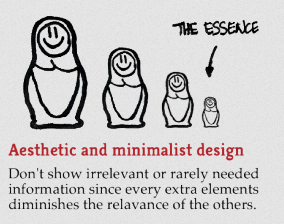 THE ESSENCE
Aesthetic and minimalist design
Don't show irrelevant or rarely needed
information since every extra elements
diminishes the relavance of the others.